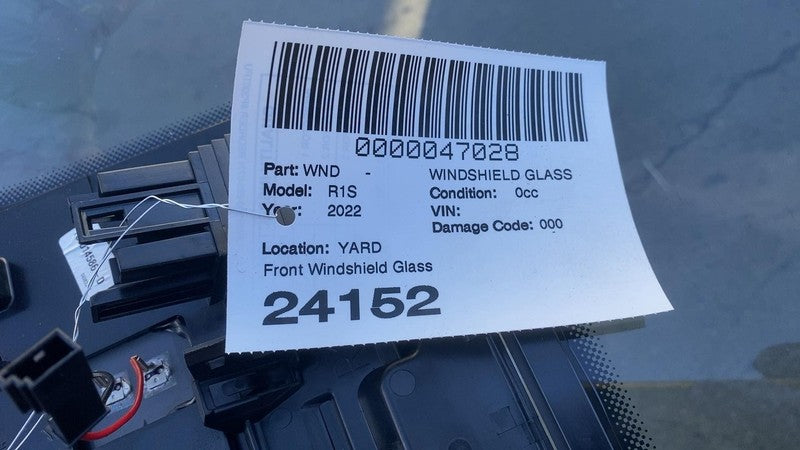 0000047028
Part: WND - WINDSHIELD GLASS
Model: R1S Condition: 0cc
Year: 2022 VIN:
Damage Code: 000
Location: YARD
Front Windshield Glass
24152